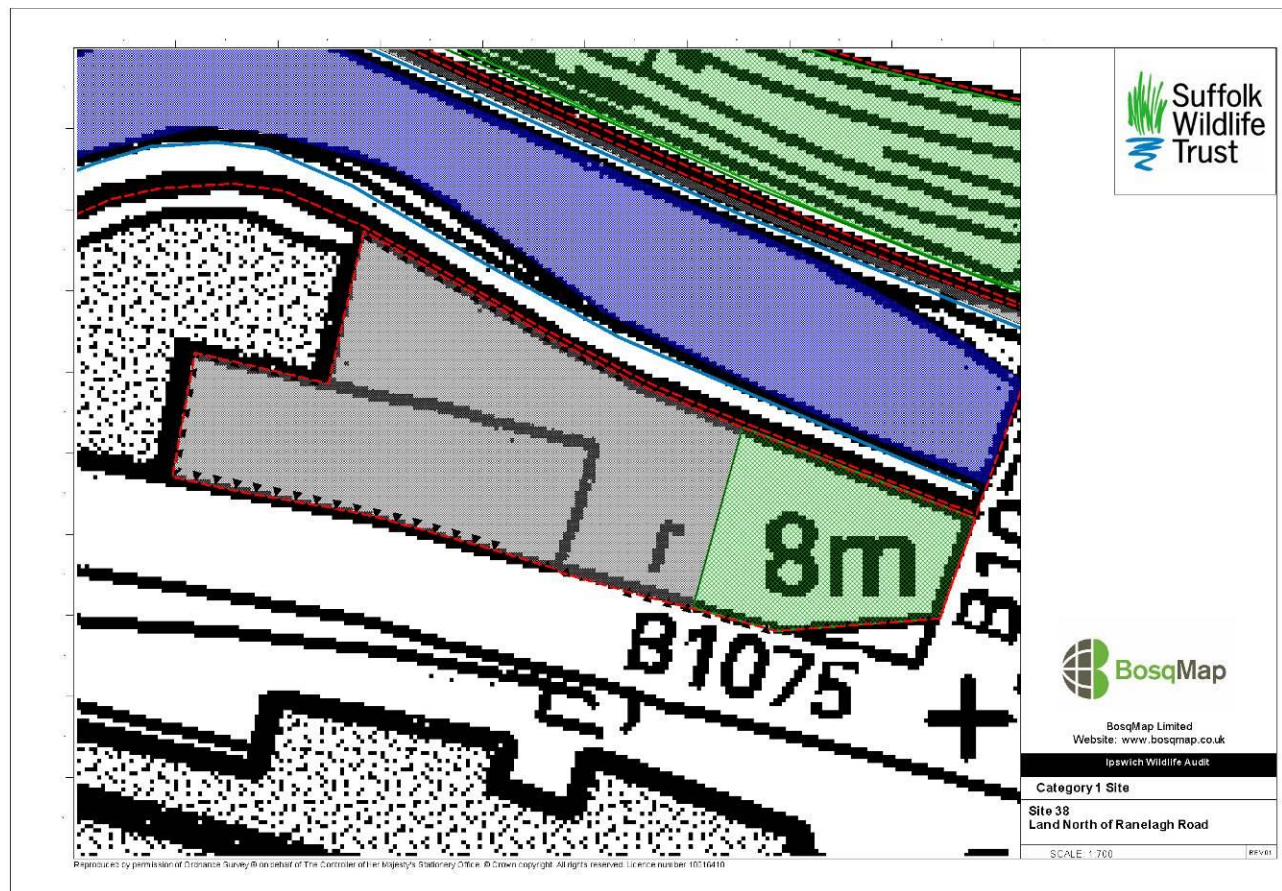 Suffolk
Wildlife
Trust
8m
B1075
B10
BosqMap
BosqMap Limited
Website: www.bosqmap.co.uk
Ipswich Wildlife Audit
Category 1 Site
Site 38
Land North of Ranelagh Road
SCALE: 1:700
REV01
Reproduced by permission of Ordnance Survey ® on behalf of The Controller of Her Majesty's Stationery Office. © Crown copyright. All rights reserved. Licence number 10016410